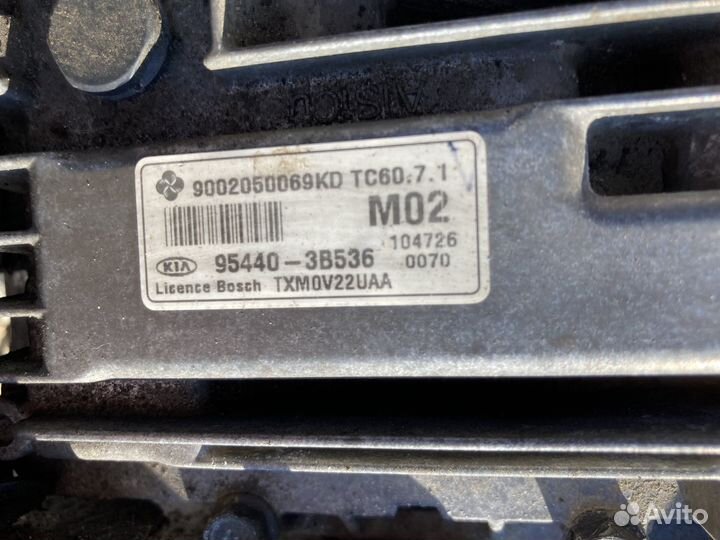 9002050069KD TC60.7.1
M02
104726
KIA 95440-3B536 0070
Licence Bosch TXM0V22UAA
Avito